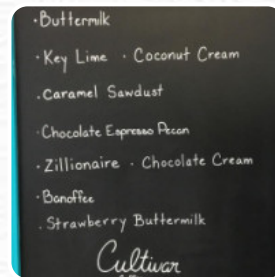 ·Buttermilk
·Key Lime · Coconut Cream
·Caramel Sawdust
·Chocolate Espresso Pecan
·Zillionaire · Chocolate Cream
·Banoffee
·Strawberry Buttermilk
Cultivar